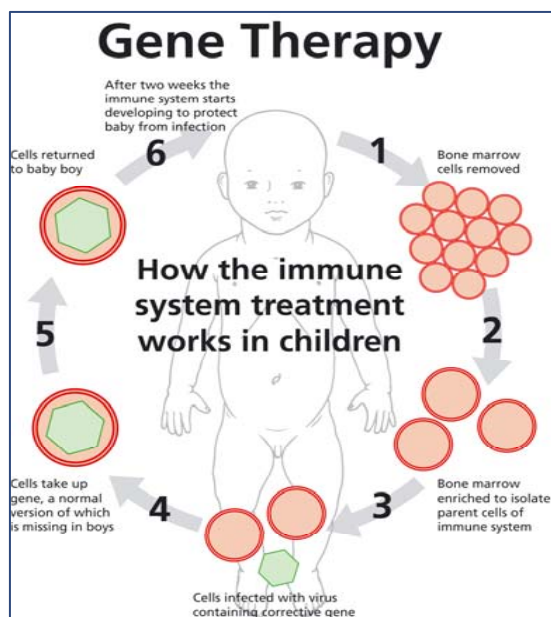 Gene Therapy
After two weeks the
immune system starts
developing to protect
baby from infection
6
1
Cells returned
to baby boy
Bone marrow
cells removed
How the immune
system treatment
works in children
2
5
Bone marrow
enriched to isolate
parent cells of
immune system
3
4
Cells take up
gene, a normal
version of which
is missing in boys
Cells infected with virus
containing corrective gene